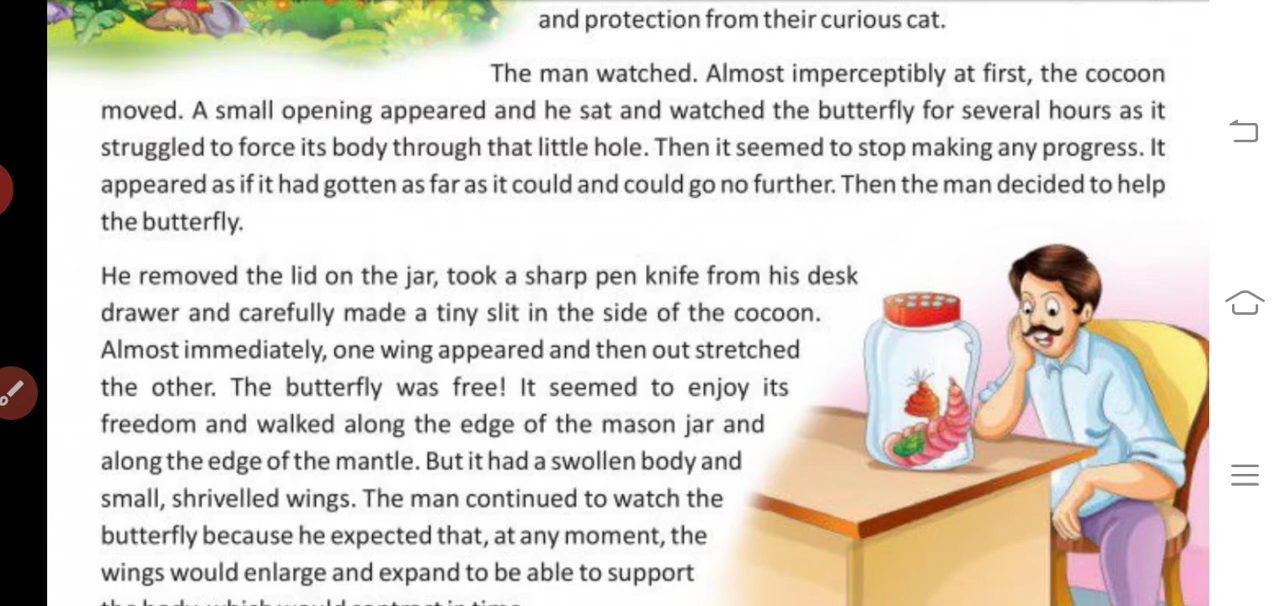 and protection from their curious cat.
The man watched. Almost imperceptibly at first, the cocoon
moved. A small opening appeared and he sat and watched the butterfly for several hours as it
struggled to force its body through that little hole. Then it seemed to stop making any progress. It
appeared as if it had gotten as far as it could and could go no further. Then the man decided to help
the butterfly.
He removed the lid on the jar, took a sharp pen knife from his desk
drawer and carefully made a tiny slit in the side of the cocoon.
Almost immediately, one wing appeared and then out stretched
the other. The butterfly was free! It seemed to enjoy its
freedom and walked along the edge of the mason jar and
along the edge of the mantle. But it had a swollen body and
small, shrivelled wings. The man continued to watch the
butterfly because he expected that, at any moment, the
wings would enlarge and expand to be able to support